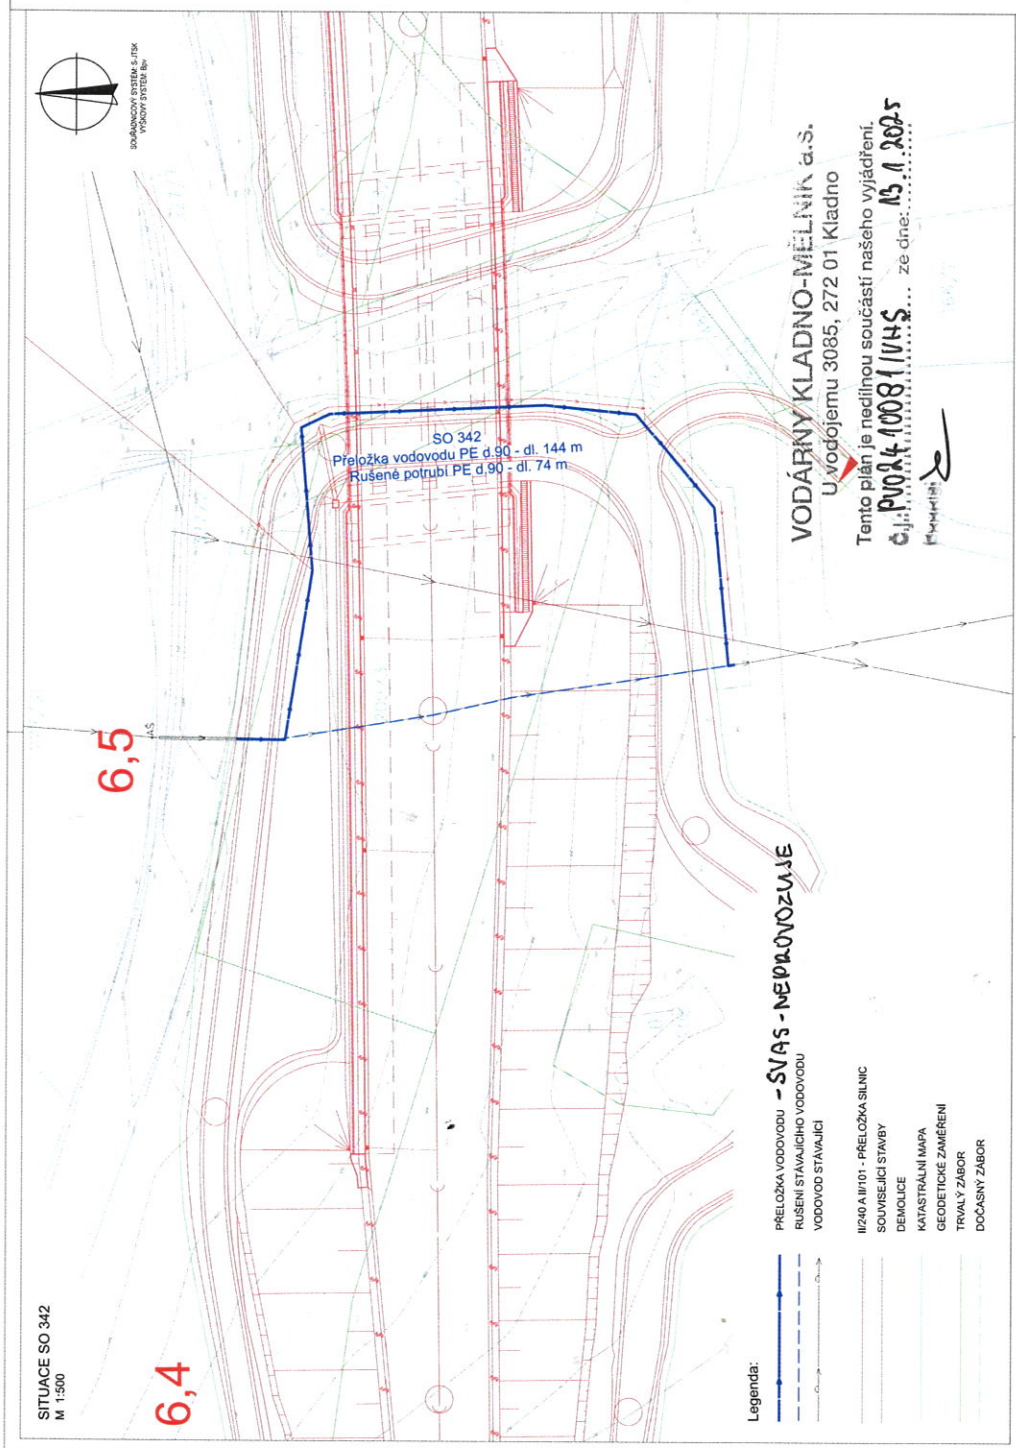 SITUACE SO 342
M 1:500
SOUŘADNICOVÝ SYSTÉM: S-JTSK
VÝŠKOVÝ SYSTÉM: Bpv
6,4
6,5
AŠ
SO 342
Přeložka vodovodu PE d.90 - dl. 144 m
Rušené potrubí PE d.90 - dl. 74 m
Legenda:
PŘELOŽKA VODOVODU - SVAS - NEPROVOZUJE
RUŠENÍ STÁVAJÍCÍHO VODOVODU
VODOVOD STÁVAJÍCÍ
II/240 A II/101 - PŘELOŽKA SILNIC
SOUVISEJÍCÍ STAVBY
DEMOLICE
KATASTRÁLNÍ MAPA
GEODETICKÉ ZAMĚŘENÍ
TRVALÝ ZÁBOR
DOČASNÝ ZÁBOR
VODÁRNY KLADNO-MĚLNÍK a.s.
U vodojemu 3085, 272 01 Kladno
Tento plán je nedílnou součástí našeho vyjádření.
Č.j.: PVO2410081/VHS ze dne: 13.1.2025